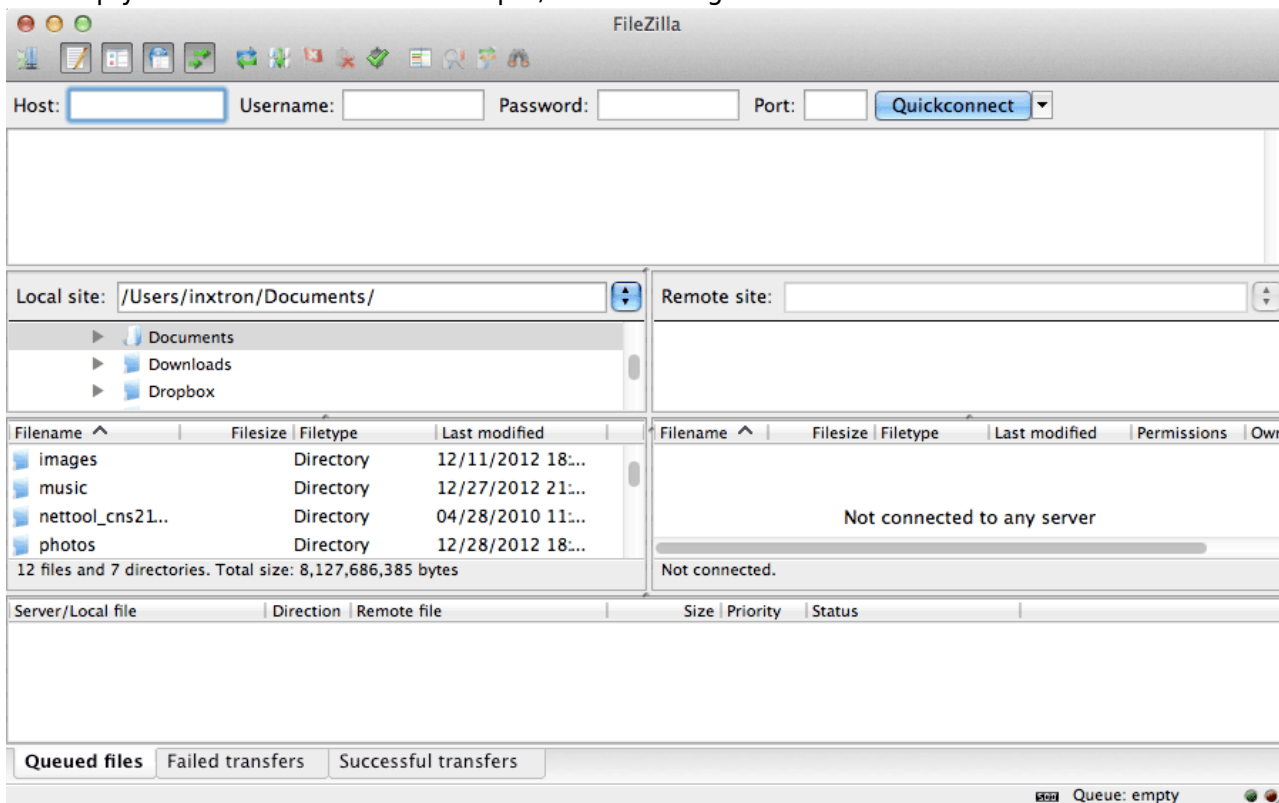 FileZilla
Host: Username: Password: Port: Quickconnect
Local site: /Users/inxtron/Documents/ Remote site:
Documents
Downloads
Dropbox
Filename Filesize Filetype Last modified Filename Filesize Filetype Last modified Permissions Own
images Directory 12/11/2012 18:...
music Directory 12/27/2012 21:...
nettool_cns21... Directory 04/28/2010 11:...
Not connected to any server
photos Directory 12/28/2012 18:...
12 files and 7 directories. Total size: 8,127,686,385 bytes Not connected.
Server/Local file Direction Remote file Size Priority Status
Queued files Failed transfers Successful transfers
Queue: empty